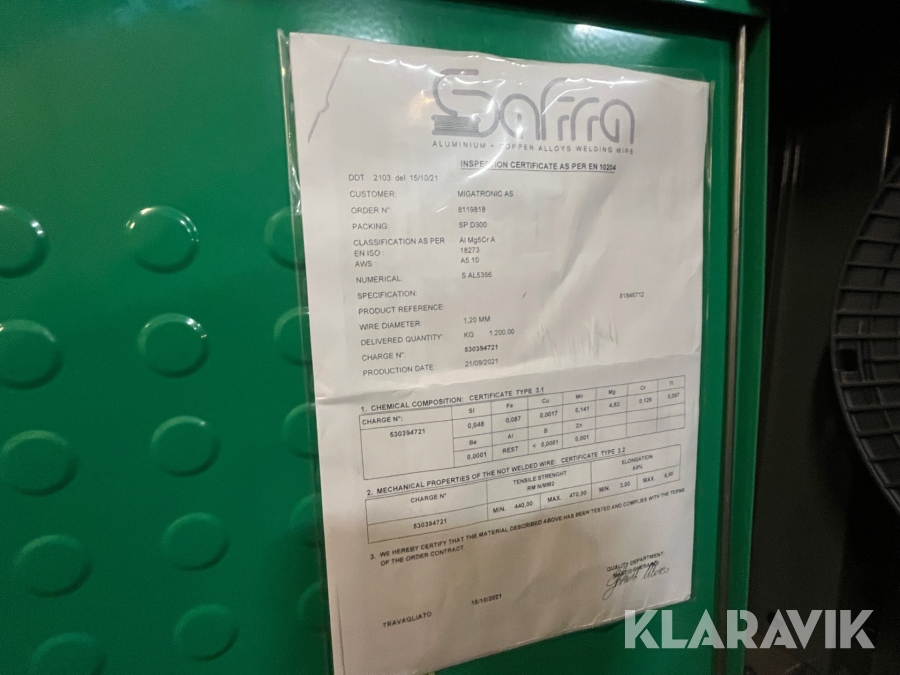 Safra
ALUMINIUM • COPPER ALLOYS WELDING WIRE
INSPECTION CERTIFICATE AS PER EN 10204
DDT 2103 del 15/10/21
CUSTOMER: MIGATRONIC AS
ORDER N°: 8119818
PACKING SP D300
CLASSIFICATION AS PER Al Mg5Cr A
EN ISO : 18273
AWS : A5.10
NUMERICAL: S AL5356
SPECIFICATION: 81846712
PRODUCT REFERENCE
WIRE DIAMETER: 1,20 MM
DELIVERED QUANTITY: KG 1.200,00
CHARGE N°: 530394721
PRODUCTION DATE: 21/09/2021
1. CHEMICAL COMPOSITION: CERTIFICATE TYPE 3.1
CHARGE N°: Si Fe Cu Mn Mg Cr Ti
530394721 0,048 0,087 0,0017 0,141 4,82 0,126 0,097
Be Al B Zn
0,0001 REST < 0,0001 0,001
2. MECHANICAL PROPERTIES OF THE NOT WELDED WIRE: CERTIFICATE TYPE 2.2
CHARGE N° TENSILE STRENGHT ELONGATION
RM N/MM2 A5%
530394721 MIN. 440,00 MAX. 470,00 MIN. 3,00 MAX.
3. WE HEREBY CERTIFY THAT THE MATERIAL DESCRIBED ABOVE HAS BEEN TESTED AND COMPLIES WITH THE TERMS
OF THE ORDER CONTRACT.
QUALITY DEPARTMENT:
TRAVAGLIATO 15/10/2021
KLARAVIK